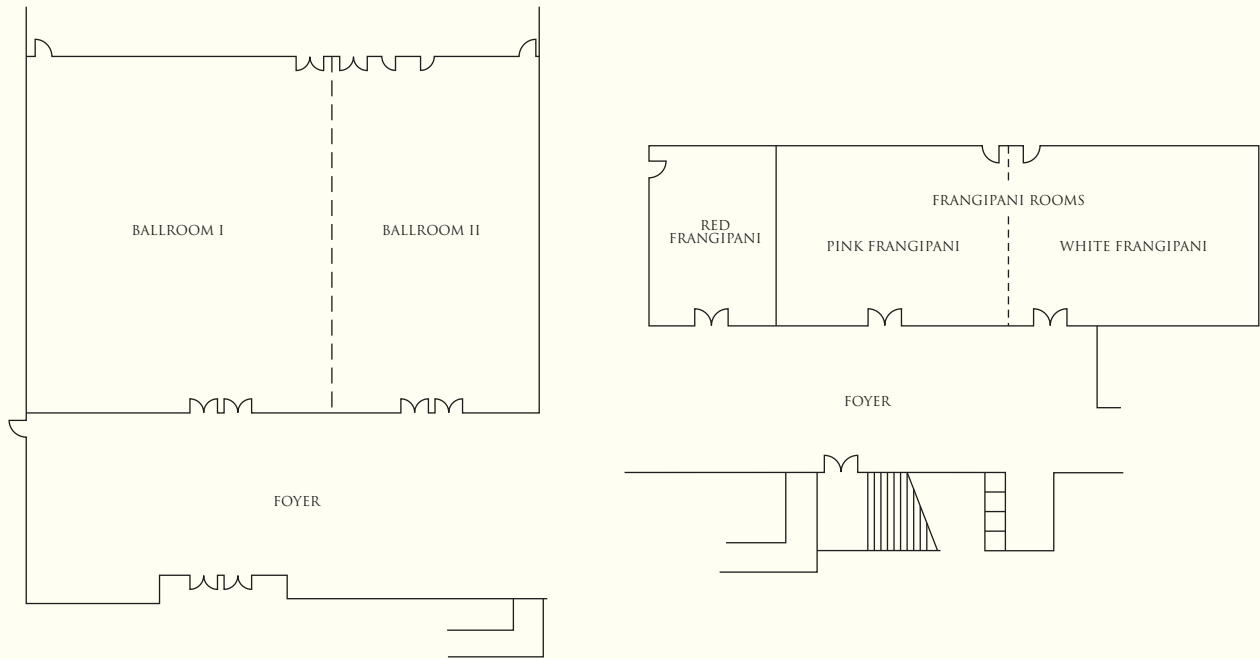 BALLROOM I
BALLROOM II
FOYER
FRANGIPANI ROOMS
RED
FRANGIPANI
PINK FRANGIPANI
WHITE FRANGIPANI
FOYER